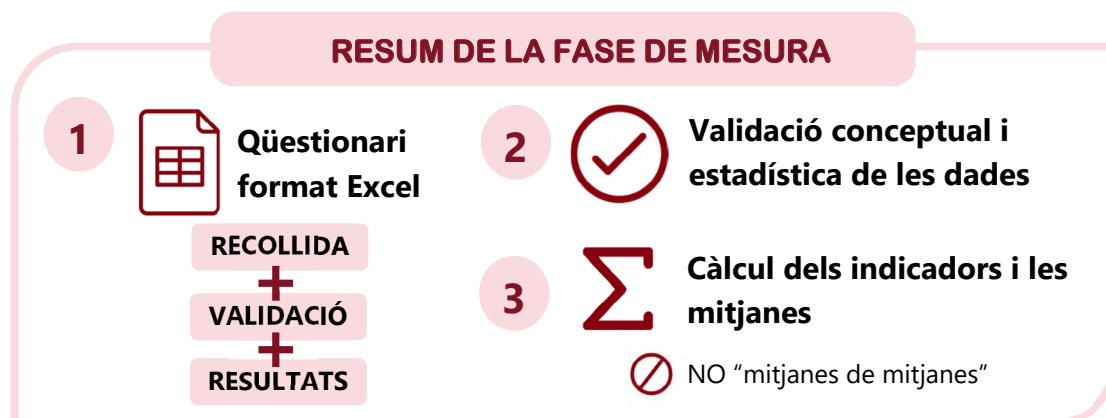 RESUM DE LA FASE DE MESURA
1
Qüestionari
format Excel
RECOLLIDA
+
VALIDACIÓ
+
RESULTATS
2
Validació conceptual i
estadística de les dades
3
Σ
Càlcul dels indicadors i les
mitjanes
NO “mitjanes de mitjanes”